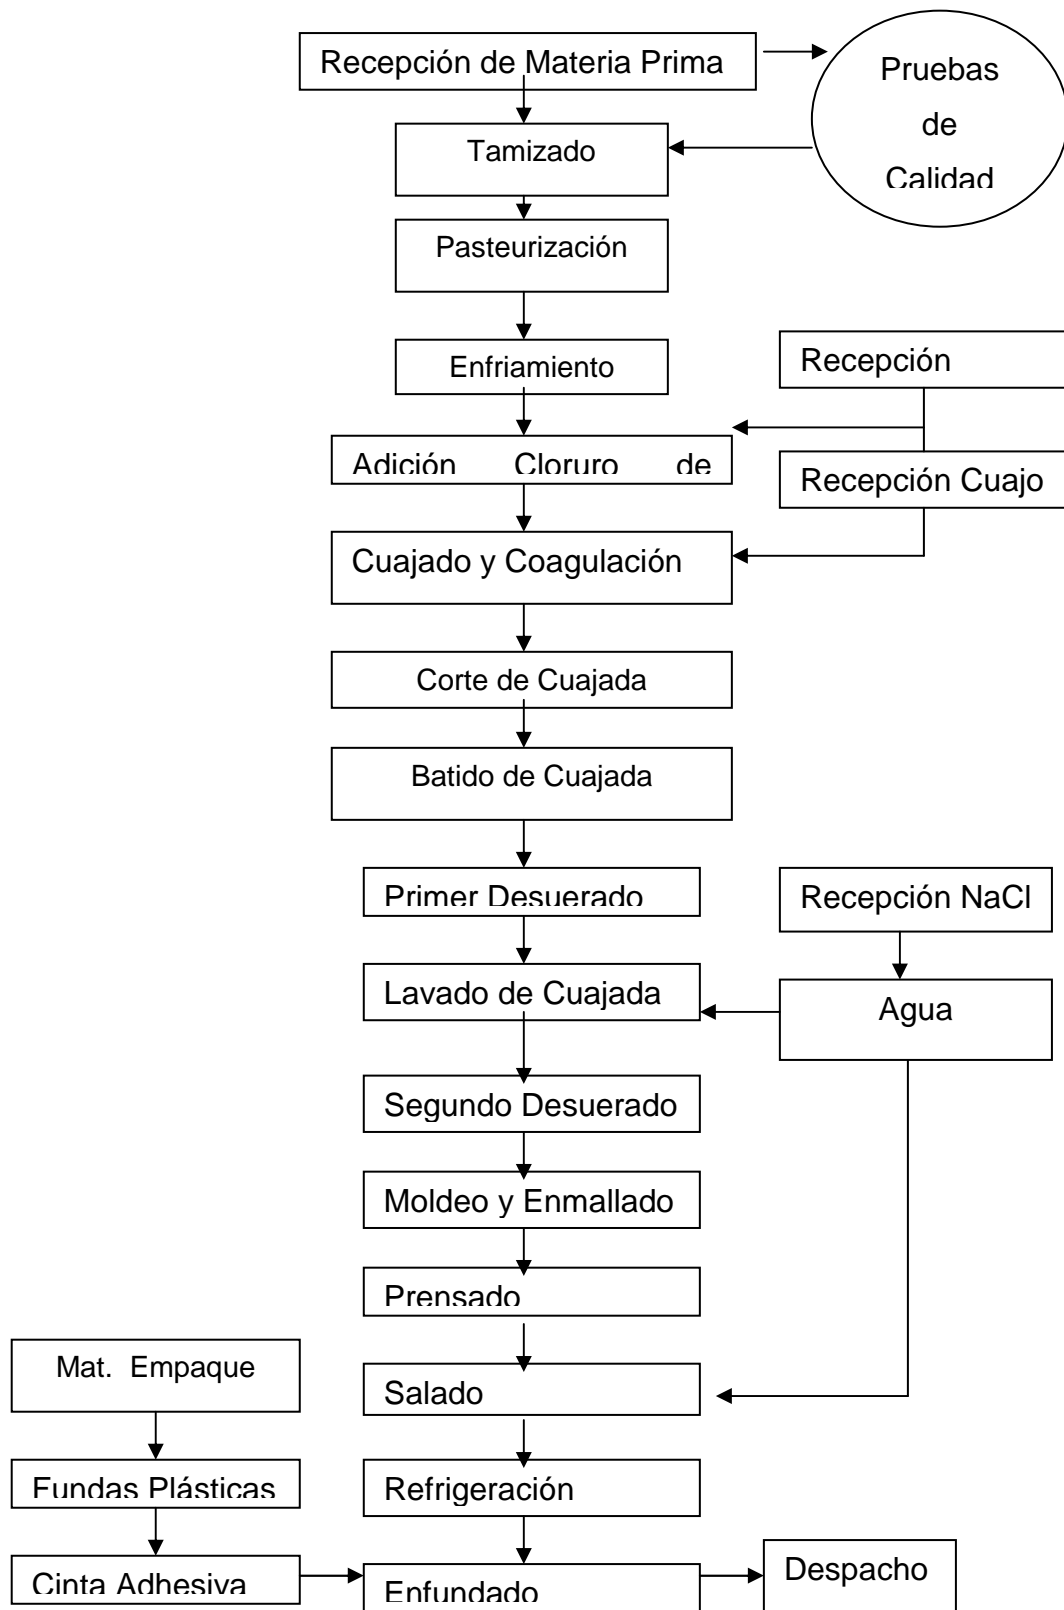 Recepción de Materia Prima
Pruebas
de
Calidad
Tamizado
Pasteurización
Enfriamiento
Recepción
Adición Cloruro de
Recepción Cuajo
Cuajado y Coagulación
Corte de Cuajada
Batido de Cuajada
Primer Desuerado
Recepción NaCl
Lavado de Cuajada
Agua
Segundo Desuerado
Moldeo y Enmallado
Prensado
Mat. Empaque
Salado
Fundas Plásticas
Refrigeración
Cinta Adhesiva
Enfundado
Despacho